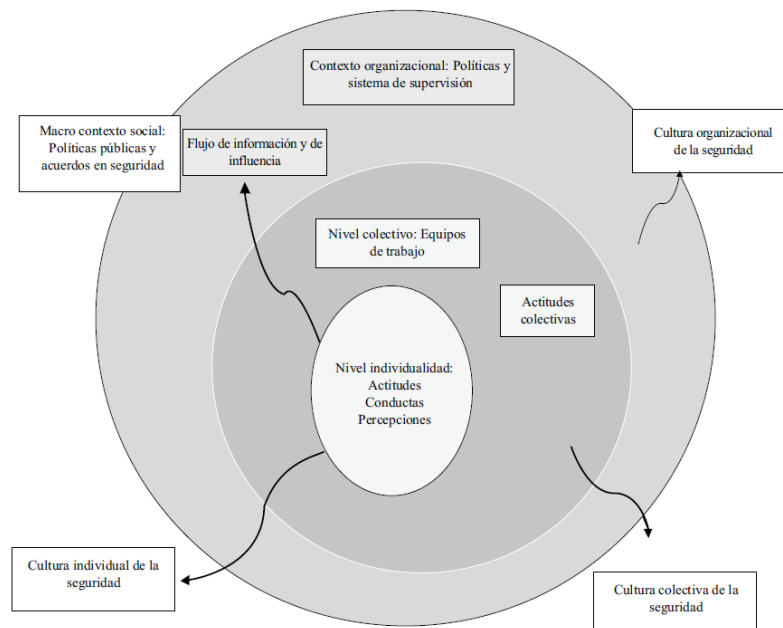 Contexto organizacional: Políticas y
sistema de supervisión
Macro contexto social:
Políticas públicas y
acuerdos en seguridad
Flujo de información y de
influencia
Cultura organizacional
de la seguridad
Nivel colectivo: Equipos
de trabajo
Actitudes
colectivas
Nivel individualidad:
Actitudes
Conductas
Percepciones
Cultura individual de la
seguridad
Cultura colectiva de la
seguridad